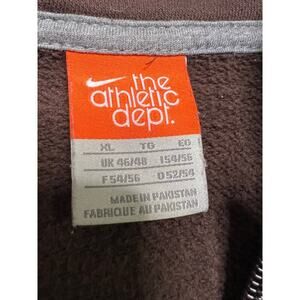 the
athletic
dept.
XL TG EG
UK 46/48 I 54/56
F 54/56 D 52/54
MADE IN PAKISTAN
FABRIQUE AU PAKISTAN